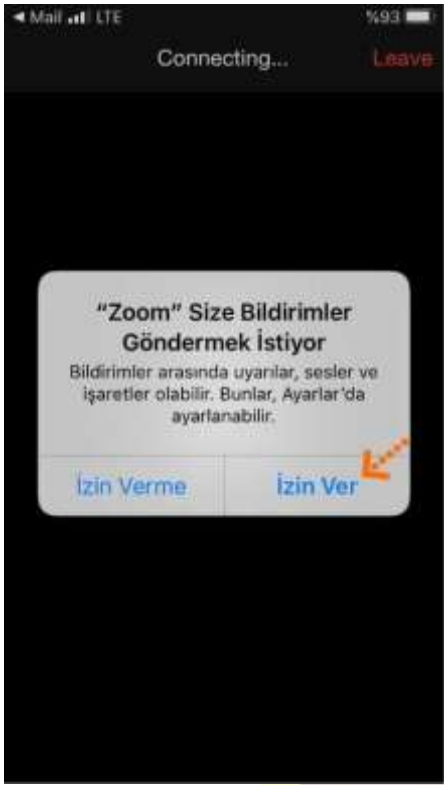 ◄ Mail LTE %93
Connecting... Leave
“Zoom” Size Bildirimler
Göndermek İstiyor
Bildirimler arasında uyarılar, sesler ve
işaretler olabilir. Bunlar, Ayarlar’da
ayarlanabilir.
İzin Verme İzin Ver